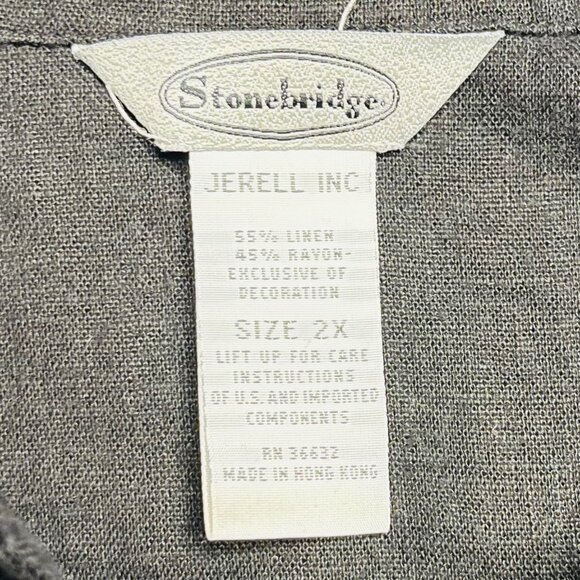 Stonebridge
JERELL INC
55% LINEN
45% RAYON-
EXCLUSIVE OF
DECORATION
SIZE 2X
LIFT UP FOR CARE
INSTRUCTIONS
OF U.S. AND IMPORTED
COMPONENTS
RN 36632
MADE IN HONG KONG